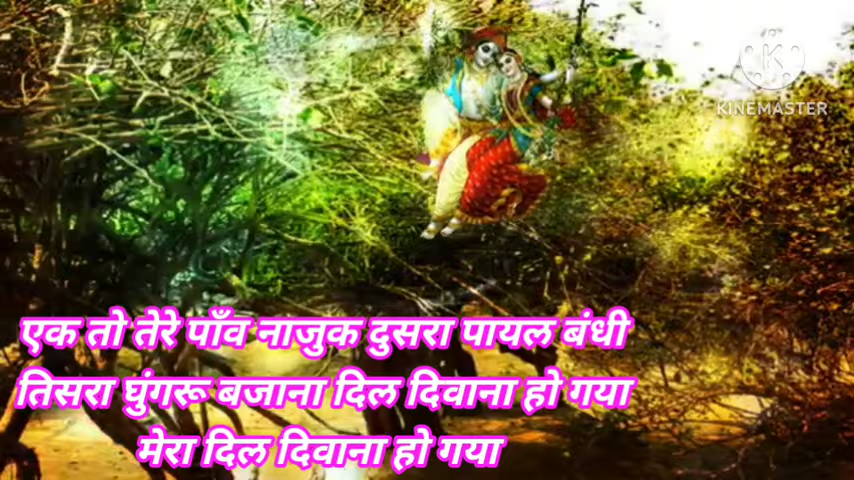 KINEMASTER
एक तो तेरे पाँव नाजुक दुसरा पायल बंधी
तिसरा घुंगरू बजाना दिल दिवाना हो गया
मेरा दिल दिवाना हो गया